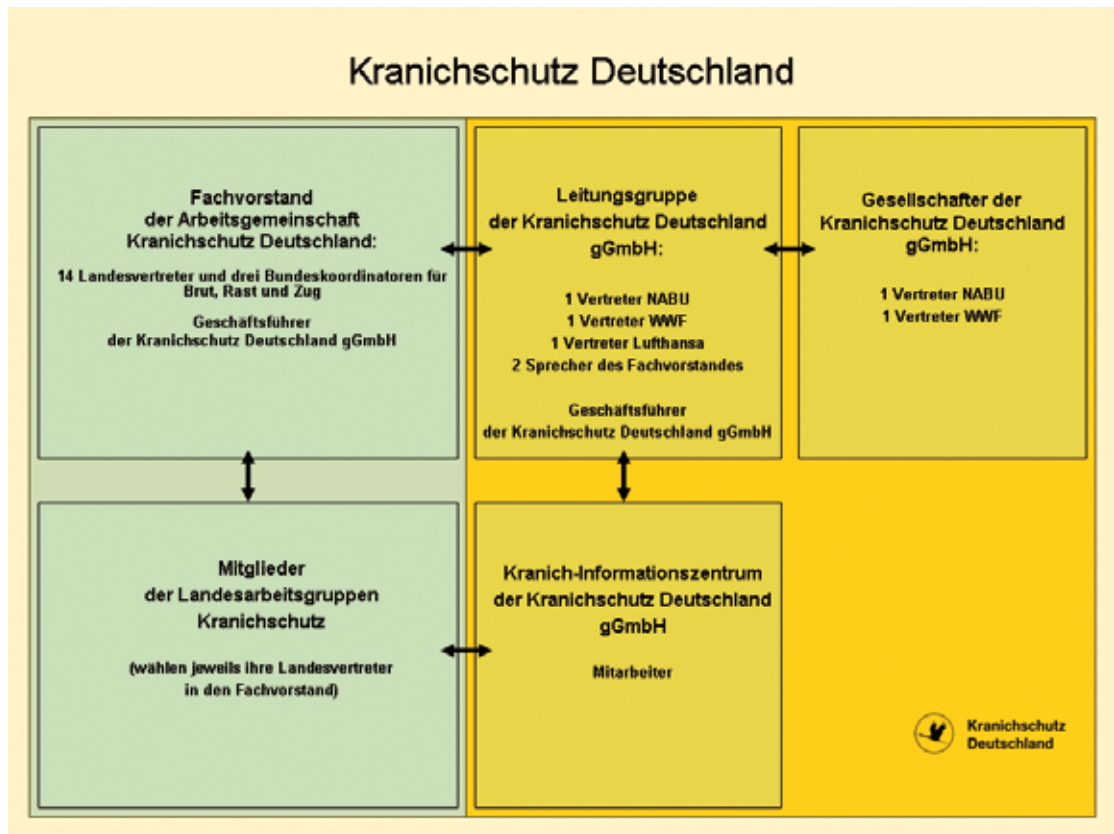 Kranichschutz Deutschland
Fachvorstand
der Arbeitsgemeinschaft
Kranichschutz Deutschland:
14 Landesvertreter und drei Bundeskoordinatoren für
Brut, Rast und Zug
Geschäftsführer
der Kranichschutz Deutschland gGmbH
Leitungsgruppe
der Kranichschutz Deutschland
gGmbH:
1 Vertreter NABU
1 Vertreter WWF
1 Vertreter Lufthansa
2 Sprecher des Fachvorstandes
Geschäftsführer
der Kranichschutz Deutschland gGmbH
Gesellschafter der
Kranichschutz Deutschland
gGmbH:
1 Vertreter NABU
1 Vertreter WWF
Mitglieder
der Landesarbeitsgruppen
Kranichschutz
(wählen jeweils ihre Landesvertreter
in den Fachvorstand)
Kranich-Informationszentrum
der Kranichschutz Deutschland
gGmbH
Mitarbeiter
Kranichschutz
Deutschland